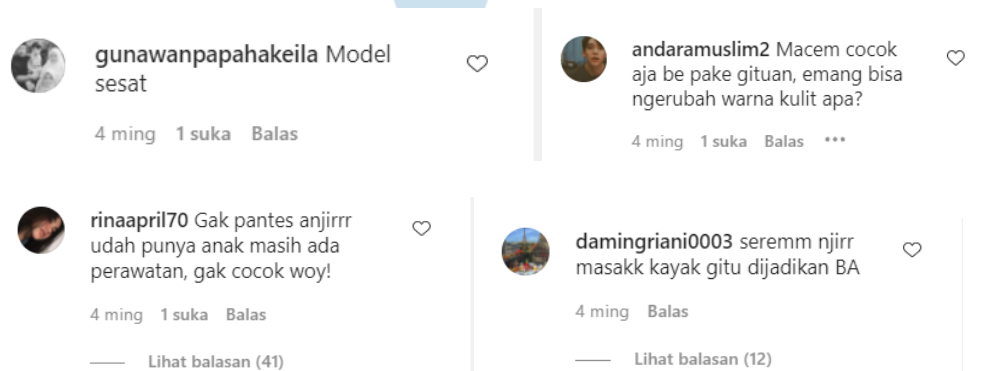 gunawanpapahakeila Model
sesat
4 ming 1 suka Balas
andaramuslim2 Macem cocok
aja be pake gituan, emang bisa
ngerubah warna kulit apa?
4 ming 1 suka Balas •••
rinaapril70 Gak pantes anjirrr
udah punya anak masih ada
perawatan, gak cocok woy!
4 ming 1 suka Balas
Lihat balasan (41)
damingriani0003 seremm njirr
masakk kayak gitu dijadikan BA
4 ming Balas
Lihat balasan (12)